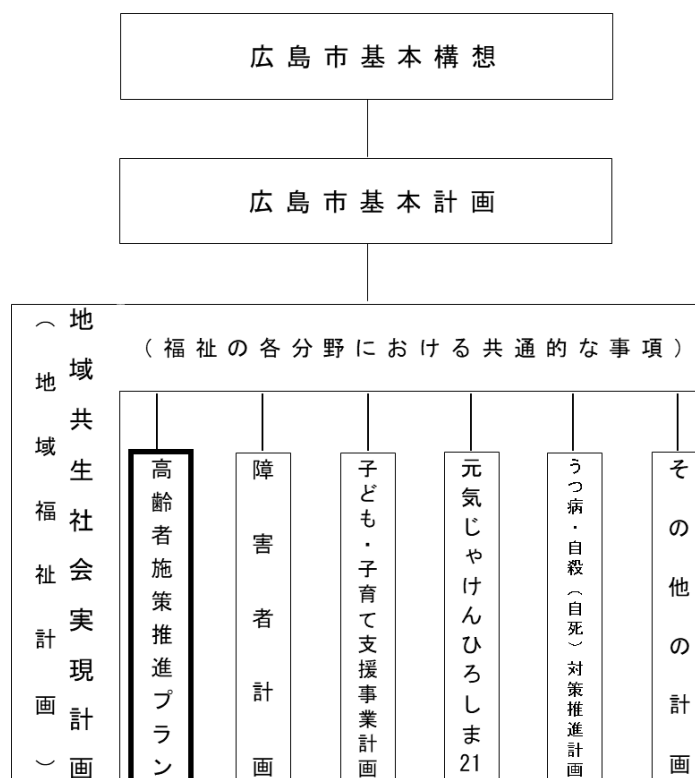 広島市基本構想
広島市基本計画
地域共生社会実現計画
（地域福祉計画）
（福祉の各分野における共通的な事項）
高齢者施策推進プラン
障害者計画
子ども・子育て支援事業計画
元気じゃけんひろしま21
うつ病・自殺（自死）対策推進計画
その他の計画